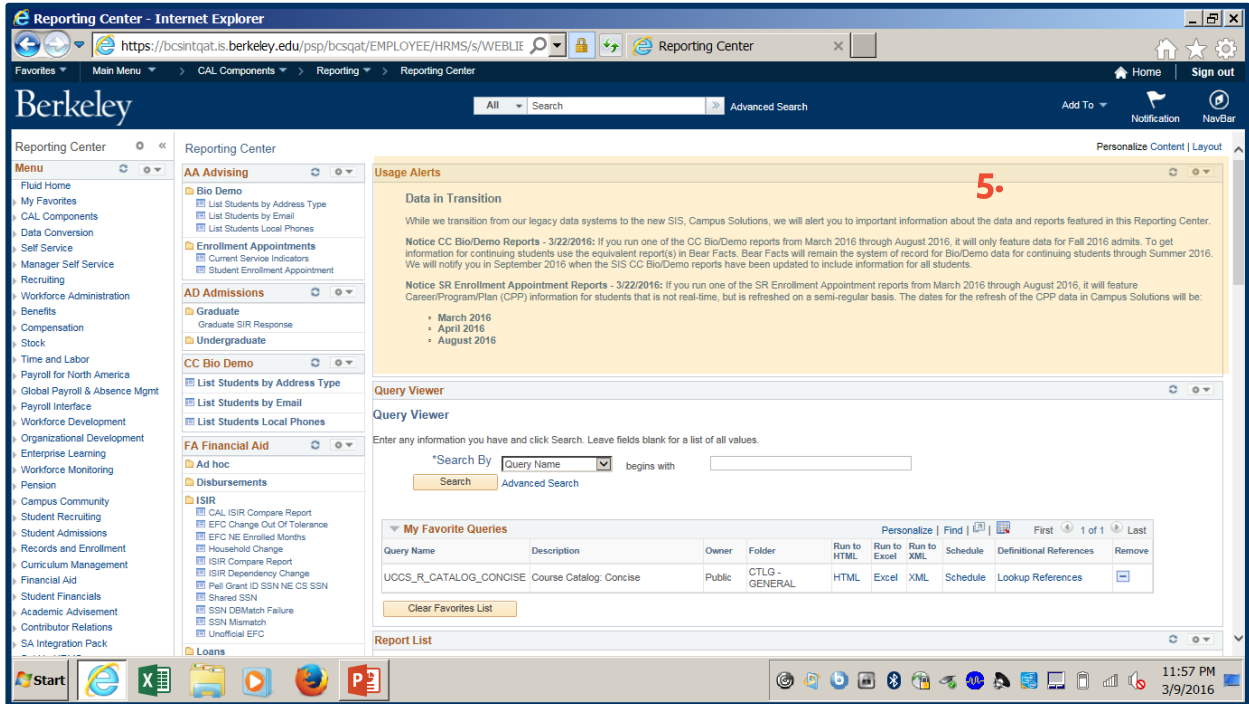 Reporting Center - Internet Explorer
https://bcsintqat.is.berkeley.edu/psp/bcsqat/EMPLOYEE/HRMS/s/WEBLIE
Reporting Center
Favorites
Main Menu > CAL Components > Reporting > Reporting Center
Home
Sign out
Berkeley
All
Search
Advanced Search
Add To
Notification
NavBar
Reporting Center
Menu
Fluid Home
My Favorites
CAL Components
Data Conversion
Self Service
Manager Self Service
Recruiting
Workforce Administration
Benefits
Compensation
Stock
Time and Labor
Payroll for North America
Global Payroll & Absence Mgmt
Payroll Interface
Workforce Development
Organizational Development
Enterprise Learning
Workforce Monitoring
Pension
Campus Community
Student Recruiting
Student Admissions
Records and Enrollment
Curriculum Management
Financial Aid
Student Financials
Academic Advisement
Contributor Relations
SA Integration Pack
Reporting Center
Personalize Content | Layout
AA Advising
Bio Demo
List Students by Address Type
List Students by Email
List Students Local Phones
Enrollment Appointments
Current Service Indicators
Student Enrollment Appointment
AD Admissions
Graduate
Graduate SIR Response
Undergraduate
CC Bio Demo
List Students by Address Type
List Students by Email
List Students Local Phones
FA Financial Aid
Ad hoc
Disbursements
ISIR
CAL ISIR Compare Report
EFC Change Out Of Tolerance
EFC NE Enrolled Months
Household Change
ISIR Compare Report
ISIR Dependency Change
Pell Grant ID SSN NE CS SSN
Shared SSN
SSN DBMatch Failure
SSN Mismatch
Unofficial EFC
Loans
Usage Alerts
5.
Data in Transition
While we transition from our legacy data systems to the new SIS, Campus Solutions, we will alert you to important information about the data and reports featured in this Reporting Center.
Notice CC Bio/Demo Reports - 3/22/2016: If you run one of the CC Bio/Demo reports from March 2016 through August 2016, it will only feature data for Fall 2016 admits. To get
information for continuing students use the equivalent report(s) in Bear Facts. Bear Facts will remain the system of record for Bio/Demo data for continuing students through Summer 2016.
We will notify you in September 2016 when the SIS CC Bio/Demo reports have been updated to include information for all students.
Notice SR Enrollment Appointment Reports - 3/22/2016: If you run one of the SR Enrollment Appointment reports from March 2016 through August 2016, it will feature
Career/Program/Plan (CPP) information for students that is not real-time, but is refreshed on a semi-regular basis. The dates for the refresh of the CPP data in Campus Solutions will be:
March 2016
April 2016
August 2016
Query Viewer
Query Viewer
Enter any information you have and click Search. Leave fields blank for a list of all values.
*Search By Query Name begins with
Search Advanced Search
My Favorite Queries
Personalize | Find | | First 1 of 1 Last
Query Name Description Owner Folder Run to HTML Run to Excel Run to XML Schedule Definitional References Remove
UCCS_R_CATALOG_CONCISE Course Catalog: Concise Public CTLG - GENERAL HTML Excel XML Schedule Lookup References
Clear Favorites List
Report List
Start
11:57 PM
3/9/2016